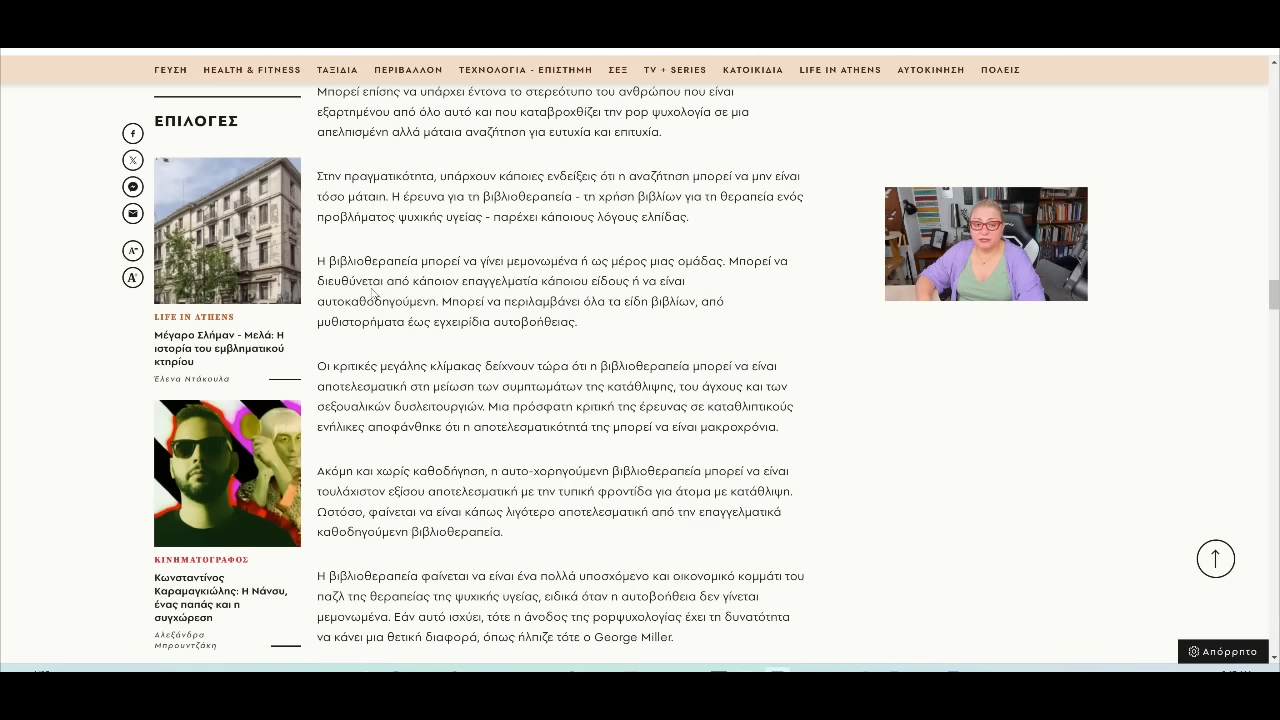 ΓΕΥΣΗ HEALTH & FITNESS ΤΑΞΙΔΙΑ ΠΕΡΙΒΑΛΛΟΝ ΤΕΧΝΟΛΟΓΙΑ - ΕΠΙΣΤΗΜΗ ΣΕΞ TV + SERIES ΚΑΤΟΙΚΙΔΙΑ LIFE IN ATHENS ΑΥΤΟΚΙΝΗΣΗ ΠΟΛΕΙΣ
ΕΠΙΛΟΓΕΣ
LIFE IN ATHENS
Μέγαρο Σλήμαν - Μελά: Η
ιστορία του εμβληματικού
κτηρίου
Έλενα Ντάκουλα
ΚΙΝΗΜΑΤΟΓΡΑΦΟΣ
Κωνσταντίνος
Καραμαγκιώλης: Η Νάνσυ,
ένας παπάς και η
συγχώρεση
Αλεξάνδρα
Μπρουντζάκη
Μπορεί επίσης να υπάρχει έντονα το στερεότυπο του ανθρώπου που είναι
εξαρτημένου από όλο αυτό και που καταβροχθίζει την pop ψυχολογία σε μια
απελπισμένη αλλά μάταια αναζήτηση για ευτυχία και επιτυχία.
Στην πραγματικότητα, υπάρχουν κάποιες ενδείξεις ότι η αναζήτηση μπορεί να μην είναι
τόσο μάταιη. Η έρευνα για τη βιβλιοθεραπεία - τη χρήση βιβλίων για τη θεραπεία ενός
προβλήματος ψυχικής υγείας - παρέχει κάποιους λόγους ελπίδας.
Η βιβλιοθεραπεία μπορεί να γίνει μεμονωμένα ή ως μέρος μιας ομάδας. Μπορεί να
διευθύνεται από κάποιον επαγγελματία κάποιου είδους ή να είναι
αυτοκαθοδηγούμενη. Μπορεί να περιλαμβάνει όλα τα είδη βιβλίων, από
μυθιστορήματα έως εγχειρίδια αυτοβοήθειας.
Οι κριτικές μεγάλης κλίμακας δείχνουν τώρα ότι η βιβλιοθεραπεία μπορεί να είναι
αποτελεσματική στη μείωση των συμπτωμάτων της κατάθλιψης, του άγχους και των
σεξουαλικών δυσλειτουργιών. Μια πρόσφατη κριτική της έρευνας σε καταθλιπτικούς
ενήλικες αποφάνθηκε ότι η αποτελεσματικότητά της μπορεί να είναι μακροχρόνια.
Ακόμη και χωρίς καθοδήγηση, η αυτο-χορηγούμενη βιβλιοθεραπεία μπορεί να είναι
τουλάχιστον εξίσου αποτελεσματική με την τυπική φροντίδα για άτομα με κατάθλιψη.
Ωστόσο, φαίνεται να είναι κάπως λιγότερο αποτελεσματική από την επαγγελματικά
καθοδηγούμενη βιβλιοθεραπεία.
Η βιβλιοθεραπεία φαίνεται να είναι ένα πολλά υποσχόμενο και οικονομικό κομμάτι του
παζλ της θεραπείας της ψυχικής υγείας, ειδικά όταν η αυτοβοήθεια δεν γίνεται
μεμονωμένα. Εάν αυτό ισχύει, τότε η άνοδος της popψυχολογίας έχει τη δυνατότητα
να κάνει μια θετική διαφορά, όπως ήλπιζε τότε ο George Miller.
Απόρρητο